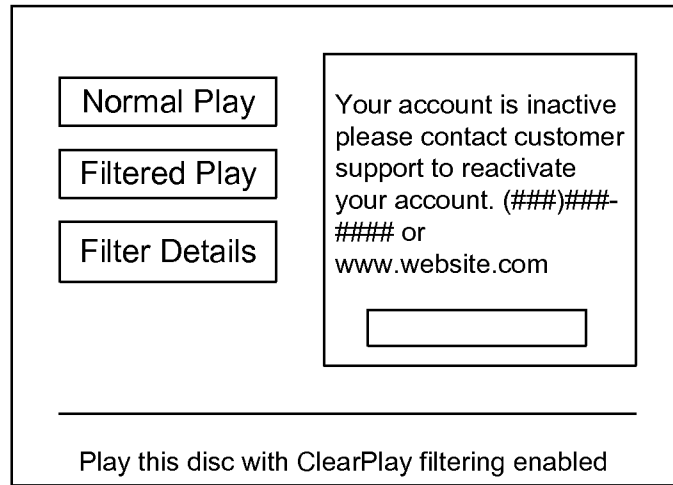 Normal Play
Filtered Play
Filter Details
Your account is inactive
please contact customer
support to reactivate
your account. (###)###-
#### or
www.website.com
Play this disc with ClearPlay filtering enabled